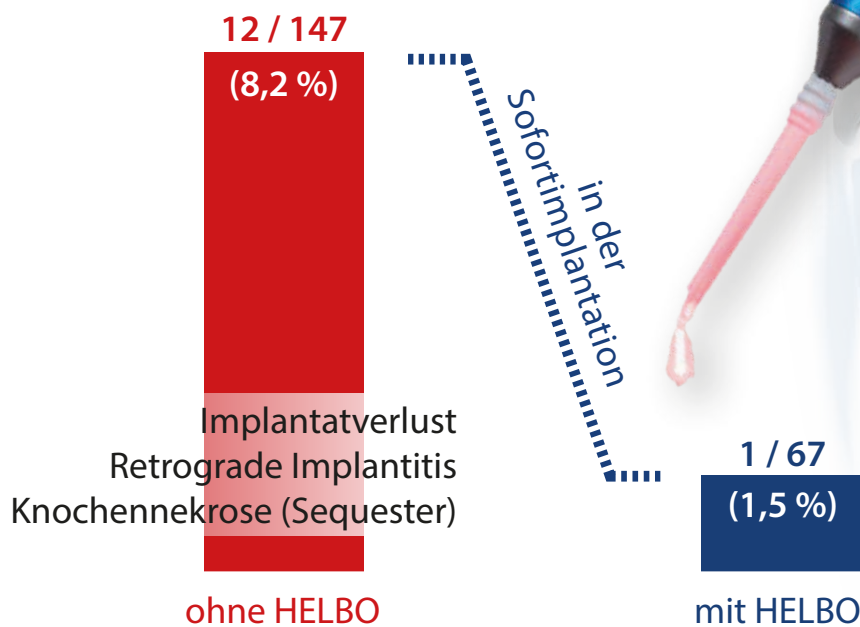 12 / 147
(8,2 %)
in der
Sofortimplantation
Implantatverlust
Retrograde Implantitis
Knochennekrose (Sequester)
1 / 67
(1,5 %)
ohne HELBO
mit HELBO